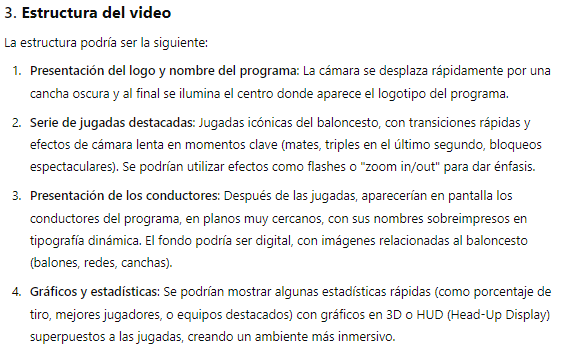 3. Estructura del video
La estructura podría ser la siguiente:
1. Presentación del logo y nombre del programa: La cámara se desplaza rápidamente por una
cancha oscura y al final se ilumina el centro donde aparece el logotipo del programa.
2. Serie de jugadas destacadas: Jugadas icónicas del baloncesto, con transiciones rápidas y
efectos de cámara lenta en momentos clave (mates, triples en el último segundo, bloqueos
espectaculares). Se podrían utilizar efectos como flashes o "zoom in/out" para dar énfasis.
3. Presentación de los conductores: Después de las jugadas, aparecerían en pantalla los
conductores del programa, en planos muy cercanos, con sus nombres sobreimpresos en
tipografía dinámica. El fondo podría ser digital, con imágenes relacionadas al baloncesto
(balones, redes, canchas).
4. Gráficos y estadísticas: Se podrían mostrar algunas estadísticas rápidas (como porcentaje de
tiro, mejores jugadores, o equipos destacados) con gráficos en 3D o HUD (Head-Up Display)
superpuestos a las jugadas, creando un ambiente más inmersivo.